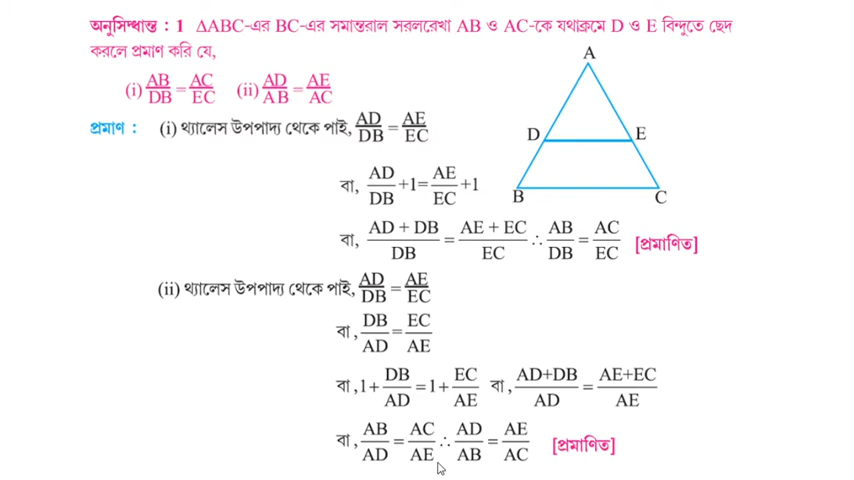 অনুসিদ্ধান্ত : 1 ΔABC-এর BC-এর সমান্তরাল সরলরেখা AB ও AC-কে যথাক্রমে D ও E বিন্দুতে ছেদ
করলে প্রমাণ করি যে,
(i) AB/DB = AC/EC (ii) AD/AB = AE/AC
প্রমাণ : (i) থ্যালেস উপপাদ্য থেকে পাই, AD/DB = AE/EC
বা, AD/DB +1= AE/EC +1
বা, AD + DB/DB = AE + EC/EC ∴ AB/DB = AC/EC [প্রমাণিত]
(ii) থ্যালেস উপপাদ্য থেকে পাই, AD/DB = AE/EC
বা , DB/AD = EC/AE
বা ,1+ DB/AD =1+ EC/AE বা , AD+DB/AD = AE+EC/AE
বা , AB/AD = AC/AE ∴ AD/AB = AE/AC [প্রমাণিত]
A
D E
B C